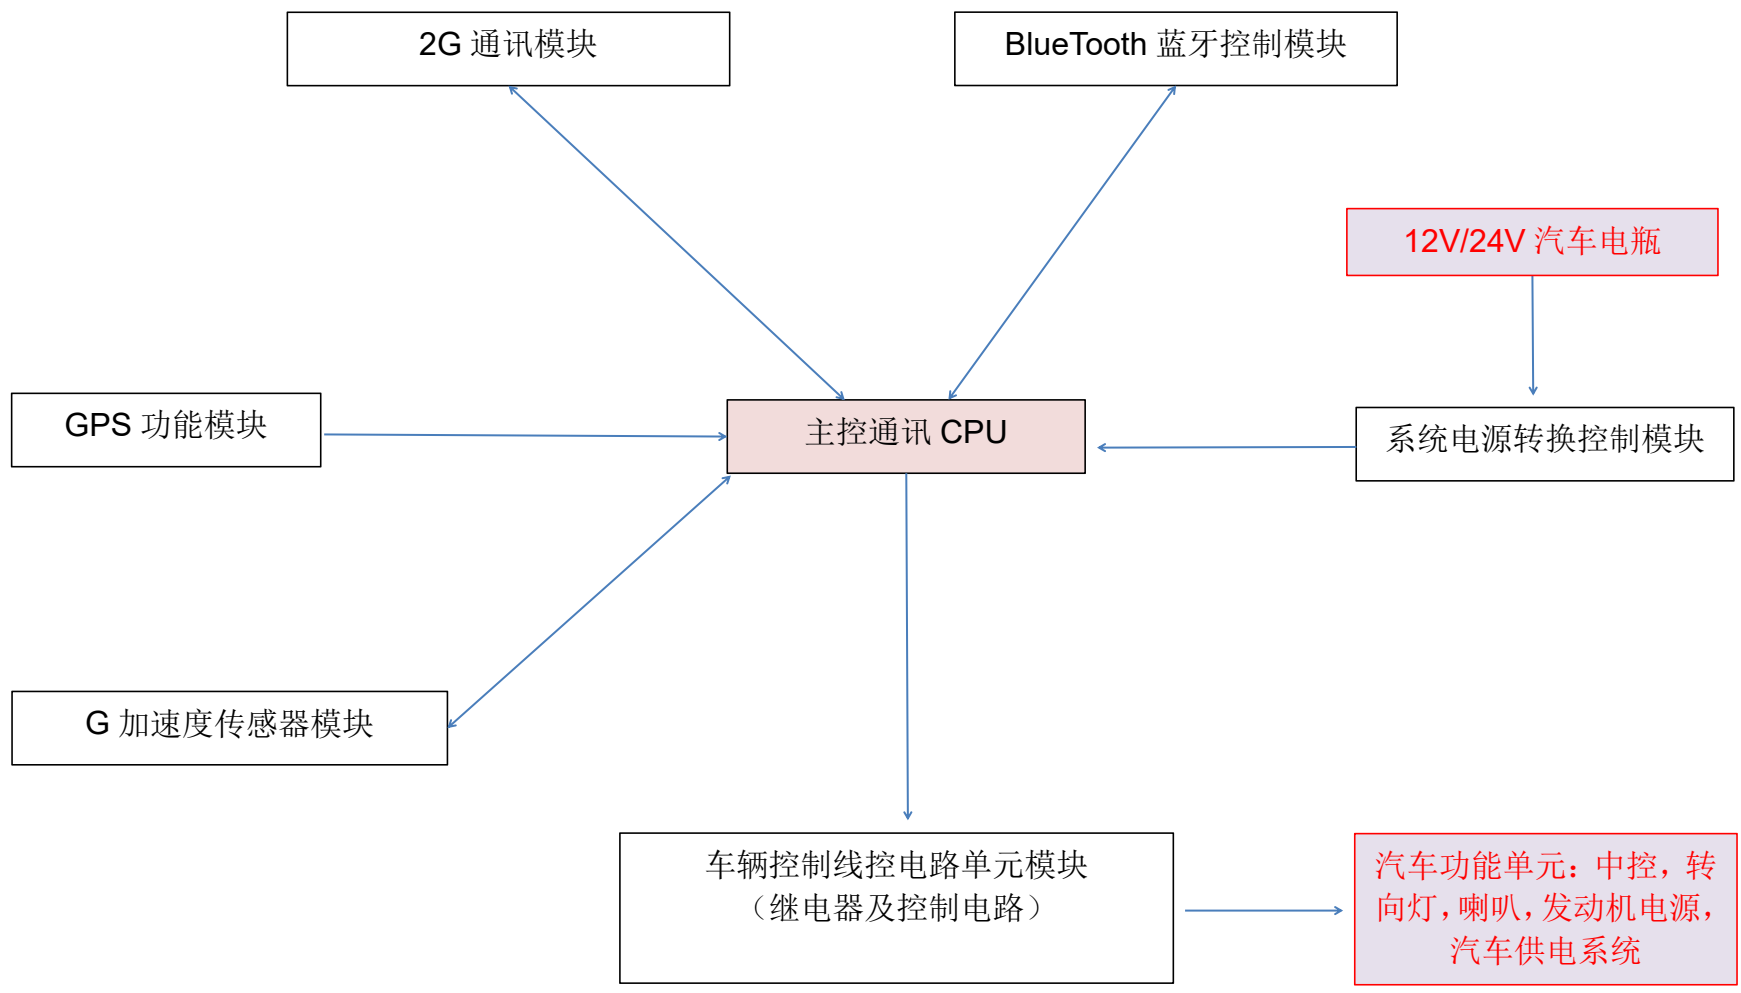 2G 通讯模块
BlueTooth 蓝牙控制模块
12V/24V 汽车电瓶
GPS 功能模块
主控通讯 CPU
系统电源转换控制模块
G 加速度传感器模块
车辆控制线控电路单元模块
（继电器及控制电路）
汽车功能单元：中控，转
向灯，喇叭，发动机电源，
汽车供电系统